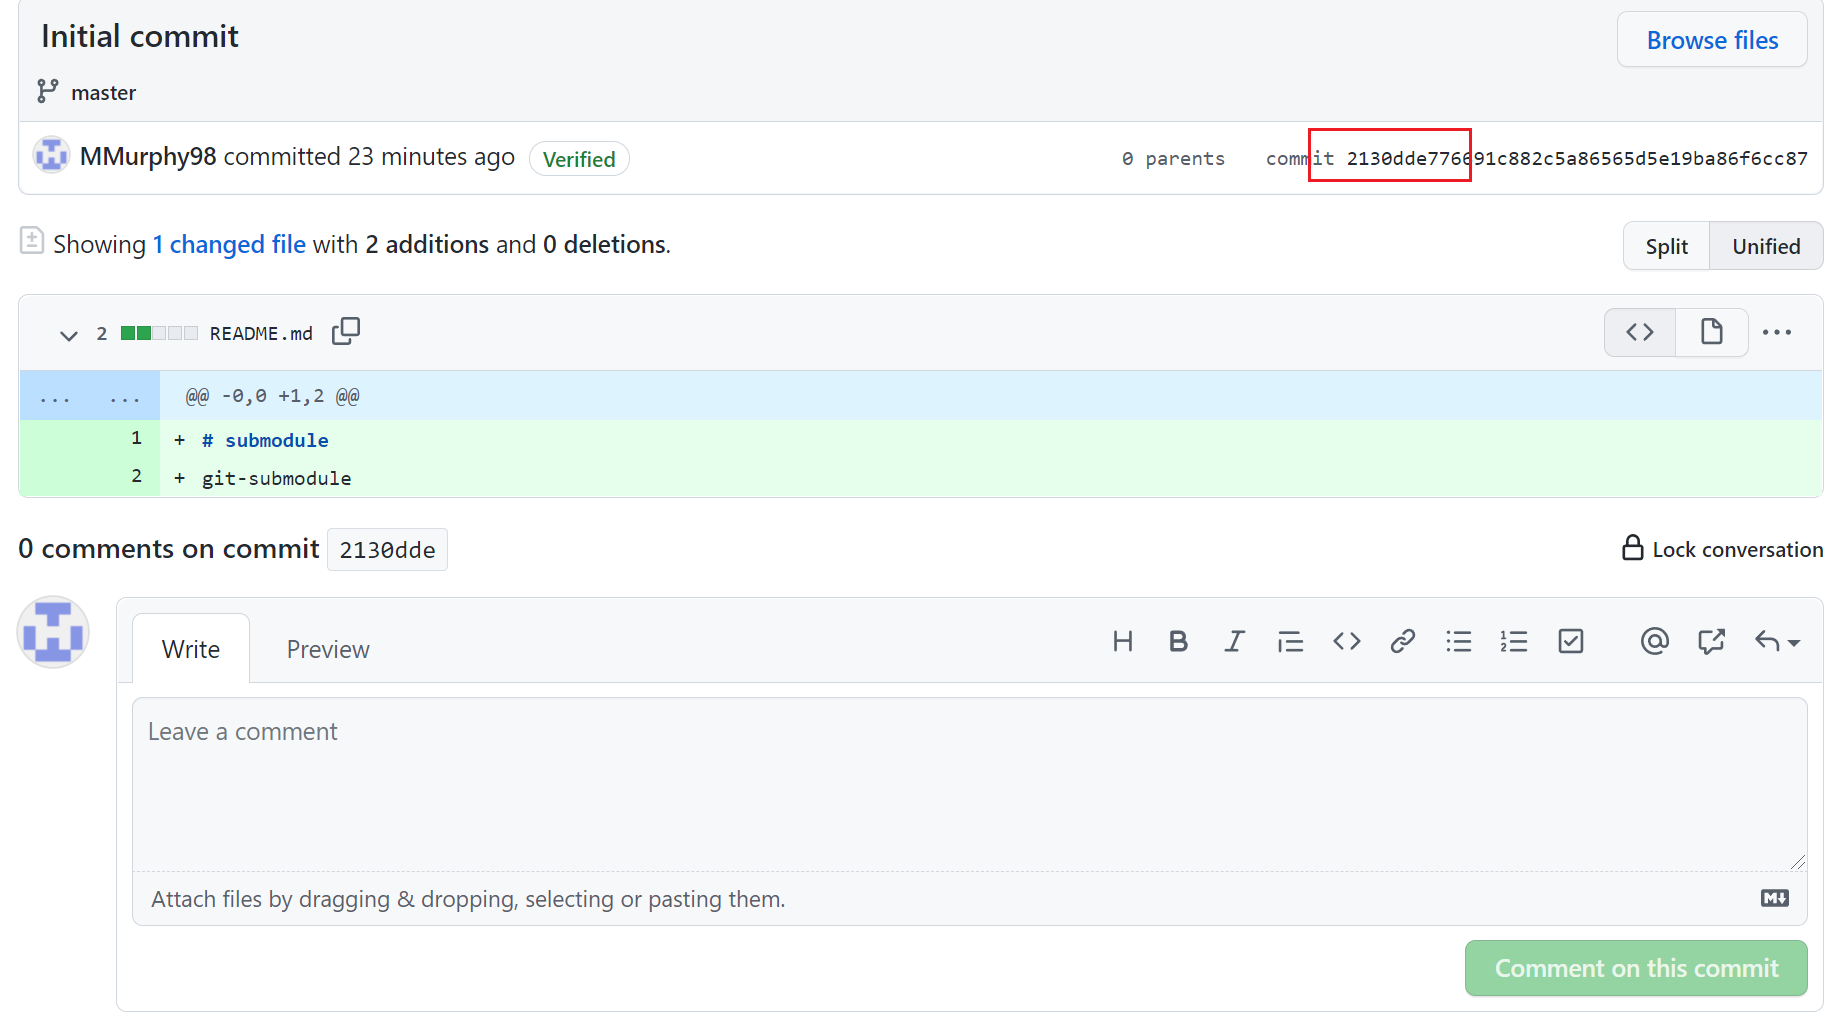 Initial commit
Browse files
master
MMurphy98 committed 23 minutes ago Verified 0 parents commit 2130dde776691c882c5a86565d5e19ba86f6cc87
Showing 1 changed file with 2 additions and 0 deletions.
Split Unified
2 README.md
... ... @@ -0,0 +1,2 @@
1 + # submodule
2 + git-submodule
0 comments on commit 2130dde
Lock conversation
Write Preview
Leave a comment
Attach files by dragging & dropping, selecting or pasting them.
Comment on this commit